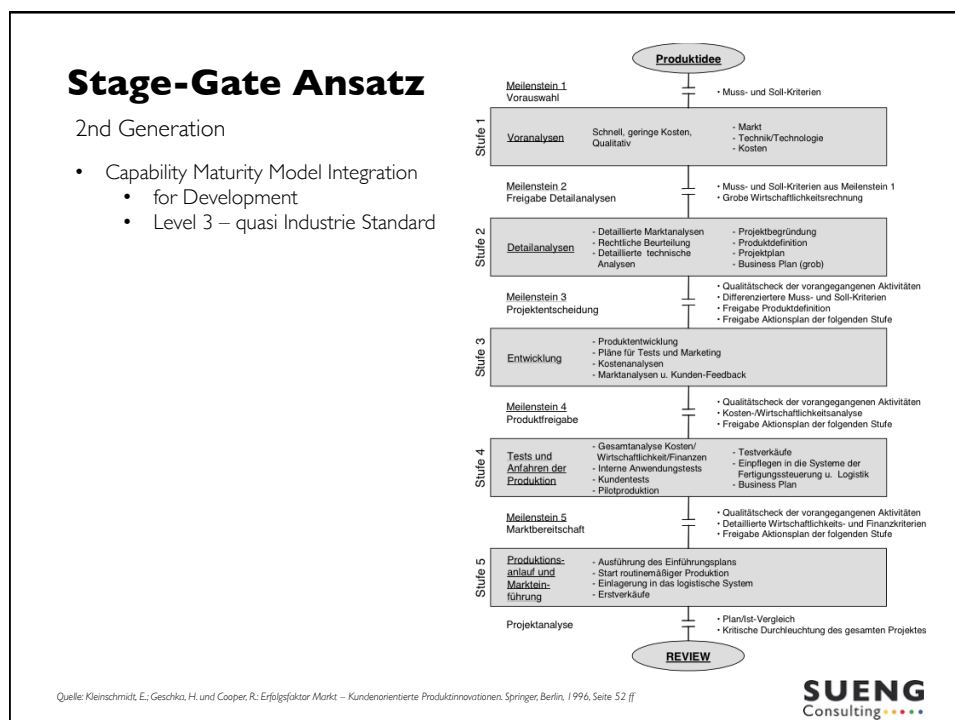 Stage-Gate Ansatz
2nd Generation
• Capability Maturity Model Integration
• for Development
• Level 3 – quasi Industrie Standard
Produktidee
Meilenstein 1
Vorauswahl
• Muss- und Soll-Kriterien
Stufe 1
Voranalysen
Schnell, geringe Kosten,
Qualitativ
- Markt
- Technik/Technologie
- Kosten
Meilenstein 2
Freigabe Detailanalysen
• Muss- und Soll-Kriterien aus Meilenstein 1
• Grobe Wirtschaftlichkeitsrechnung
Stufe 2
Detailanalysen
- Detaillierte Marktanalysen
- Rechtliche Beurteilung
- Detaillierte technische
Analysen
- Projektbegründung
- Produktdefinition
- Projektplan
- Business Plan (grob)
Meilenstein 3
Projektentscheidung
• Qualitätscheck der vorangegangenen Aktivitäten
• Differenziertere Muss- und Soll-Kriterien
• Freigabe Produktdefinition
• Freigabe Aktionsplan der folgenden Stufe
Stufe 3
Entwicklung
- Produktentwicklung
- Pläne für Tests und Marketing
- Kostenanalysen
- Marktanalysen u. Kunden-Feedback
Meilenstein 4
Produktfreigabe
• Qualitätscheck der vorangegangenen Aktivitäten
• Kosten-/Wirtschaftlichkeitsanalyse
• Freigabe Aktionsplan der folgenden Stufe
Stufe 4
Tests und
Anfahren der
Produktion
- Gesamtanalyse Kosten/
Wirtschaftlichkeit/Finanzen
- Interne Anwendungstests
- Kundentests
- Pilotproduktion
- Testverkäufe
- Einpflegen in die Systeme der
Fertigungssteuerung u. Logistik
- Business Plan
Meilenstein 5
Marktbereitschaft
• Qualitätscheck der vorangegangenen Aktivitäten
• Detaillierte Wirtschaftlichkeits- und Finanzkriterien
• Freigabe Aktionsplan der folgenden Stufe
Stufe 5
Produktions-
anlauf und
Marktein-
führung
- Ausführung des Einführungsplans
- Start routinemäßiger Produktion
- Einlagerung in das logistische System
- Erstverkäufe
Projektanalyse
• Plan/Ist-Vergleich
• Kritische Durchleuchtung des gesamten Projektes
REVIEW
Quelle: Kleinschmidt, E.; Geschka, H. und Cooper, R.: Erfolgsfaktor Markt – Kundenorientierte Produktinnovationen. Springer, Berlin, 1996, Seite 52 ff
SUENG
Consulting